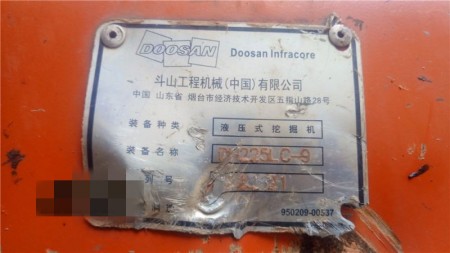 DOOSAN Doosan Infracore
斗山工程机械(中国)有限公司
中国 山东省 烟台市经济技术开发区五指山路28号
装备种类 液压式挖掘机
装备名称 DH225LC-9
号
950209-00537